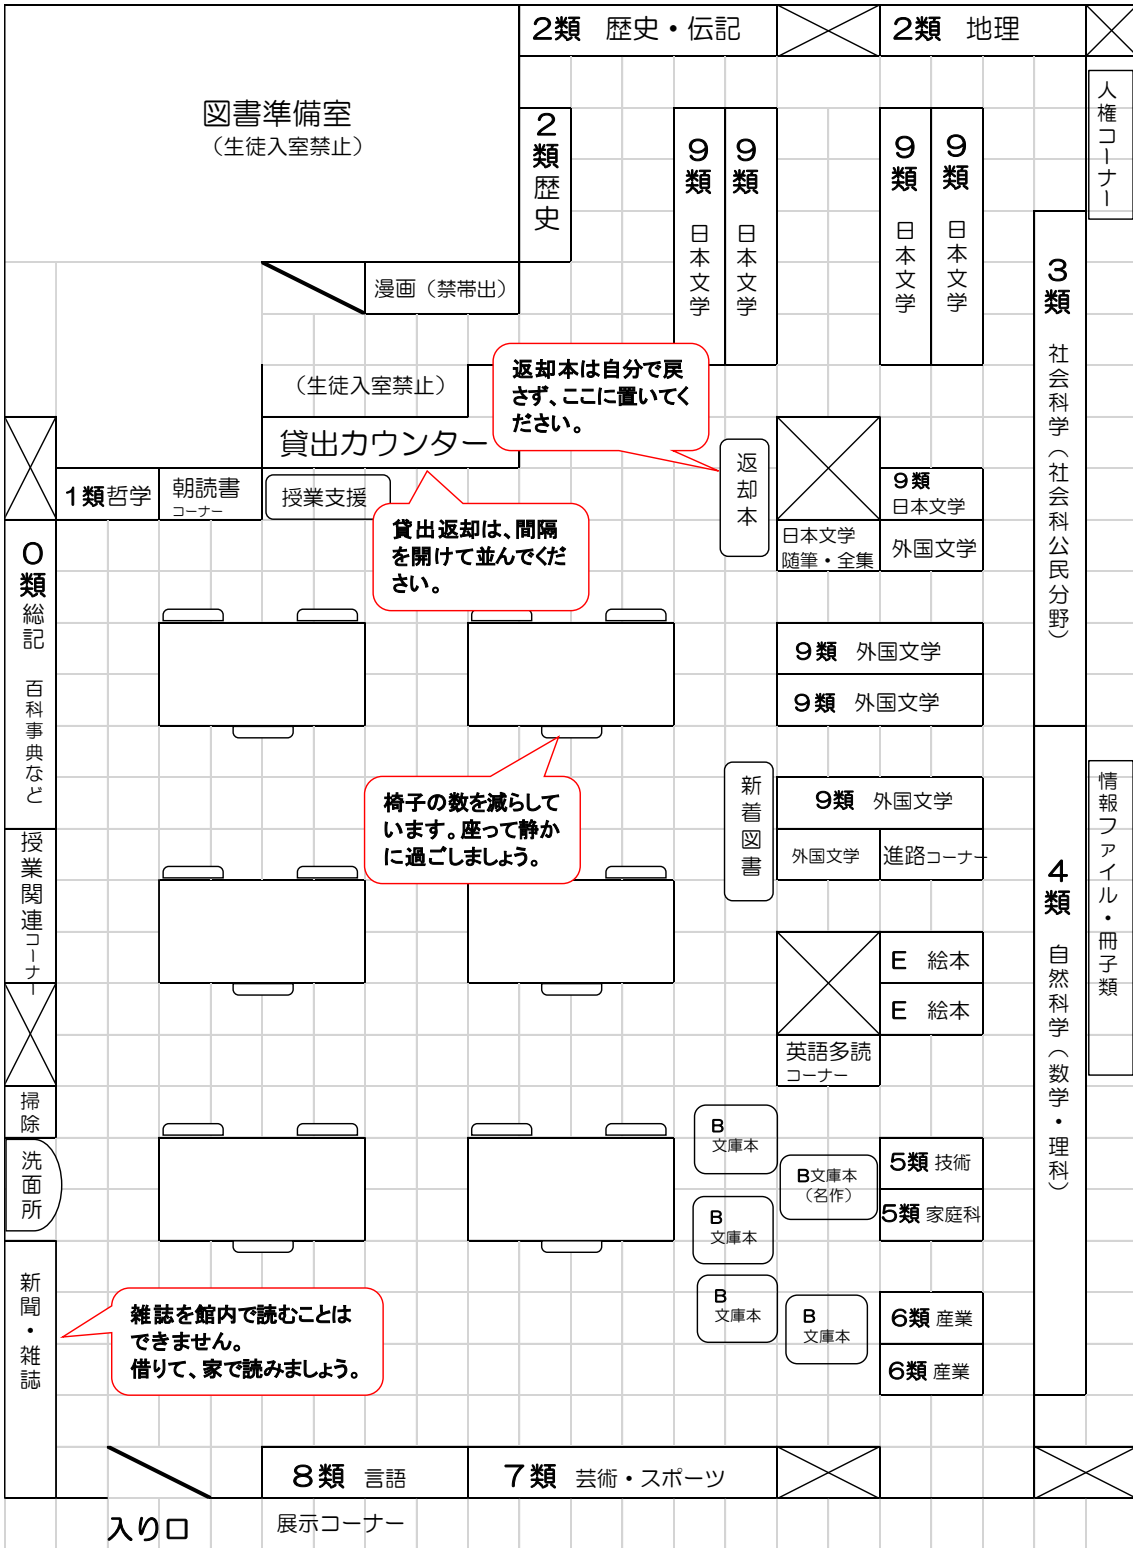 2類 歴史・伝記
2類 地理
図書準備室
（生徒入室禁止）
人権コーナー
2類歴史
9類 日本文学
9類 日本文学
9類 日本文学
9類 日本文学
3類 社会科学（社会科公民分野）
漫画（禁帯出）
（生徒入室禁止）
返却本は自分で戻
さず、ここに置いてく
ださい。
貸出カウンター
返却本
1類哲学
朝読書
コーナー
授業支援
9類
日本文学
貸出返却は、間隔
を開けて並んでくだ
さい。
日本文学
随筆・全集
外国文学
0類総記 百科事典など
9類 外国文学
9類 外国文学
4類 自然科学（数学・理科）
情報ファイル・冊子類
椅子の数を減らして
います。座って静か
に過ごしましょう。
新着図書
9類 外国文学
外国文学
進路コーナー
授業関連コーナー
E 絵本
E 絵本
英語多読
コーナー
掃除
洗面所
B
文庫本
B文庫本
（名作）
5類 技術
5類 家庭科
B
文庫本
新聞・雑誌
雑誌を館内で読むことは
できません。
借りて、家で読みましょう。
B
文庫本
B
文庫本
6類 産業
6類 産業
8類 言語
7類 芸術・スポーツ
入り口
展示コーナー